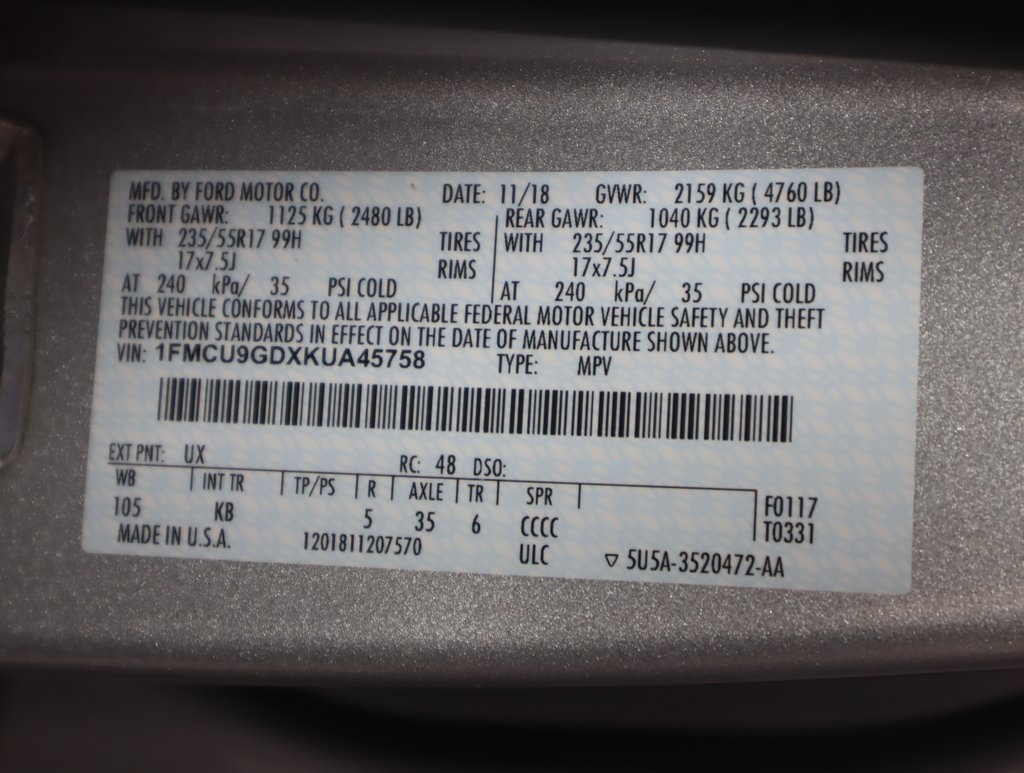 MFD. BY FORD MOTOR CO. DATE: 11/18 GVWR: 2159 KG ( 4760 LB)
FRONT GAWR: 1125 KG ( 2480 LB) REAR GAWR: 1040 KG ( 2293 LB)
WITH 235/55R17 99H TIRES WITH 235/55R17 99H TIRES
17x7.5J RIMS 17x7.5J RIMS
AT 240 kPa/ 35 PSI COLD AT 240 kPa/ 35 PSI COLD
THIS VEHICLE CONFORMS TO ALL APPLICABLE FEDERAL MOTOR VEHICLE SAFETY AND THEFT
PREVENTION STANDARDS IN EFFECT ON THE DATE OF MANUFACTURE SHOWN ABOVE.
VIN: 1FMCU9GDXKUA45758 TYPE: MPV
EXT PNT: UX RC: 48 DSO:
WB INT TR TP/PS R AXLE TR SPR F0117
105 KB 5 35 6 CCCC T0331
MADE IN U.S.A. 1201811207570 ULC ▽ 5U5A-3520472-AA